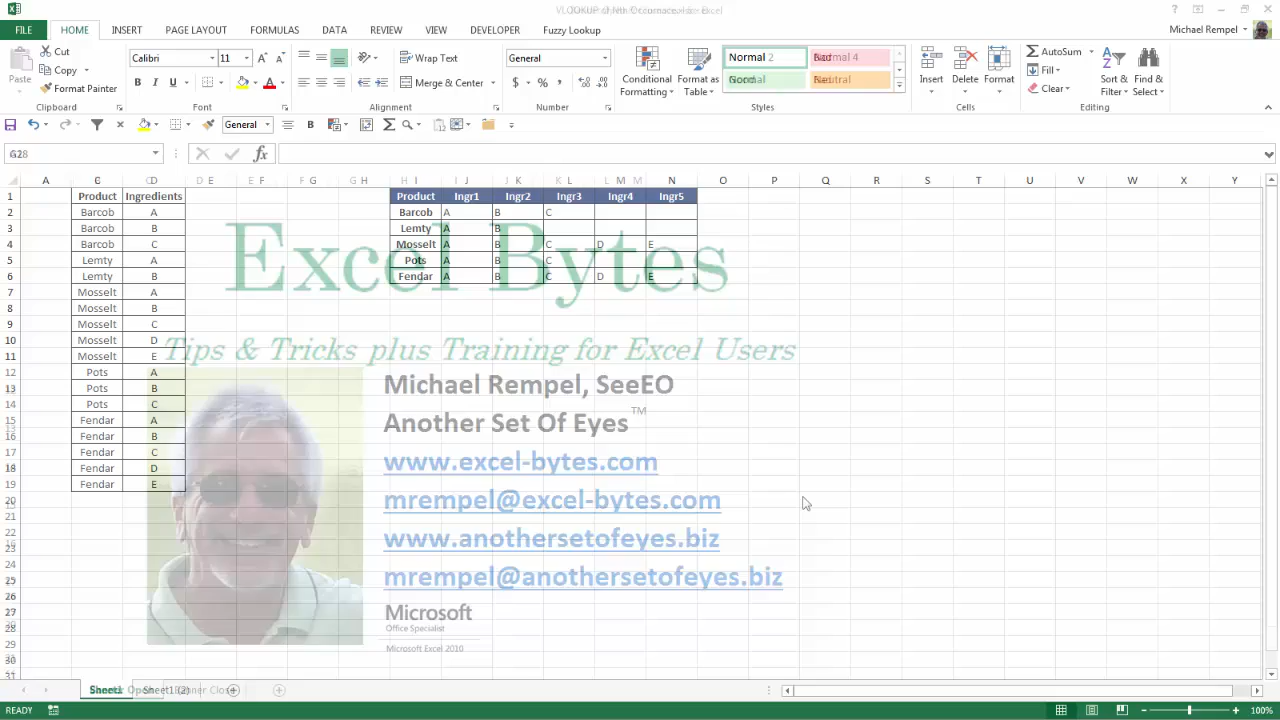 FILE HOME INSERT PAGE LAYOUT FORMULAS DATA REVIEW VIEW DEVELOPER Fuzzy Lookup Michael Rempel
Paste Cut Copy Format Painter Clipboard
Calibri 11 B I U A Font
Wrap Text Merge & Center Alignment
General $ % , Number
Conditional Formatting Format as Table Styles
Insert Delete Format Cells
AutoSum Fill Clear Sort & Filter Find & Select Editing
General B
fx
Product Ingredients
Barcob A
Barcob B
Barcob C
Lemty A
Lemty B
Mosselt A
Mosselt B
Mosselt C
Mosselt D
Mosselt E
Pots A
Pots B
Pots C
Fendar A
Fendar B
Fendar C
Fendar D
Fendar E
Product Ingr1 Ingr2 Ingr3 Ingr4 Ingr5
Barcob A B C
Lemty A B
Mosselt A B C D E
Pots A B C
Fendar A B C D E
Excel Bytes
Tips & Tricks plus Training for Excel Users
Michael Rempel, SeeEO
Another Set Of Eyes TM
www.excel-bytes.com
mrempel@excel-bytes.com
www.anothersetofeyes.biz
mrempel@anothersetofeyes.biz
Microsoft
Office Specialist
Microsoft Excel 2010
READY 100%